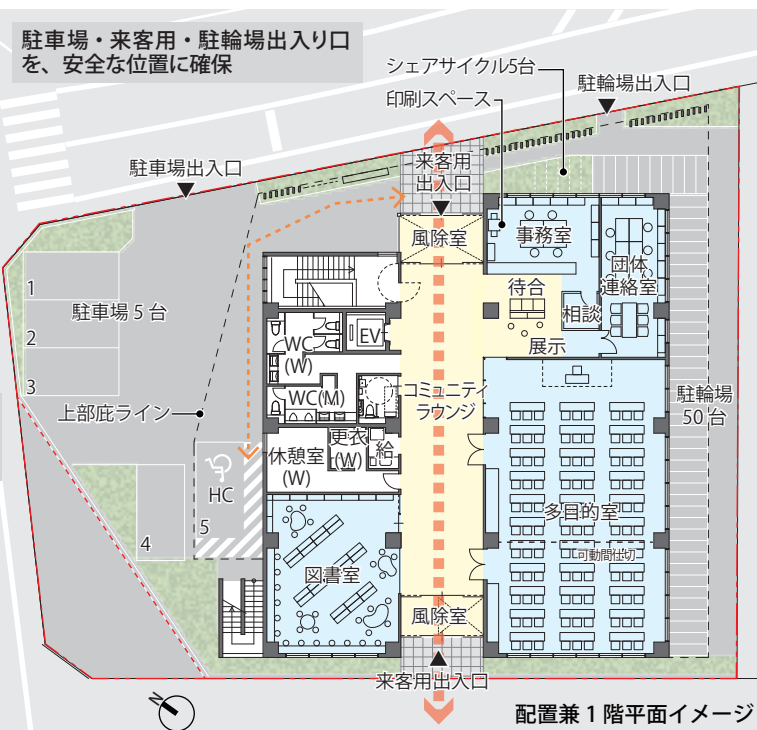 駐車場・来客用・駐輪場出入り口
を、安全な位置に確保
シェアサイクル5台
印刷スペース
駐輪場出入口
駐車場出入口
来客用
出入口
風除室
事務室
団体
連絡室
待合
相談
展示
1
駐車場 5 台
2
3
EV
WC
(W)
WC(M)
コミュニティ
ラウンジ
駐輪場
50 台
上部庇ライン
休憩室
(W)
更衣
(W)
給
HC
5
4
多目的室
可動間仕切
図書室
風除室
来客用出入口
N
配置兼 1 階平面イメージ